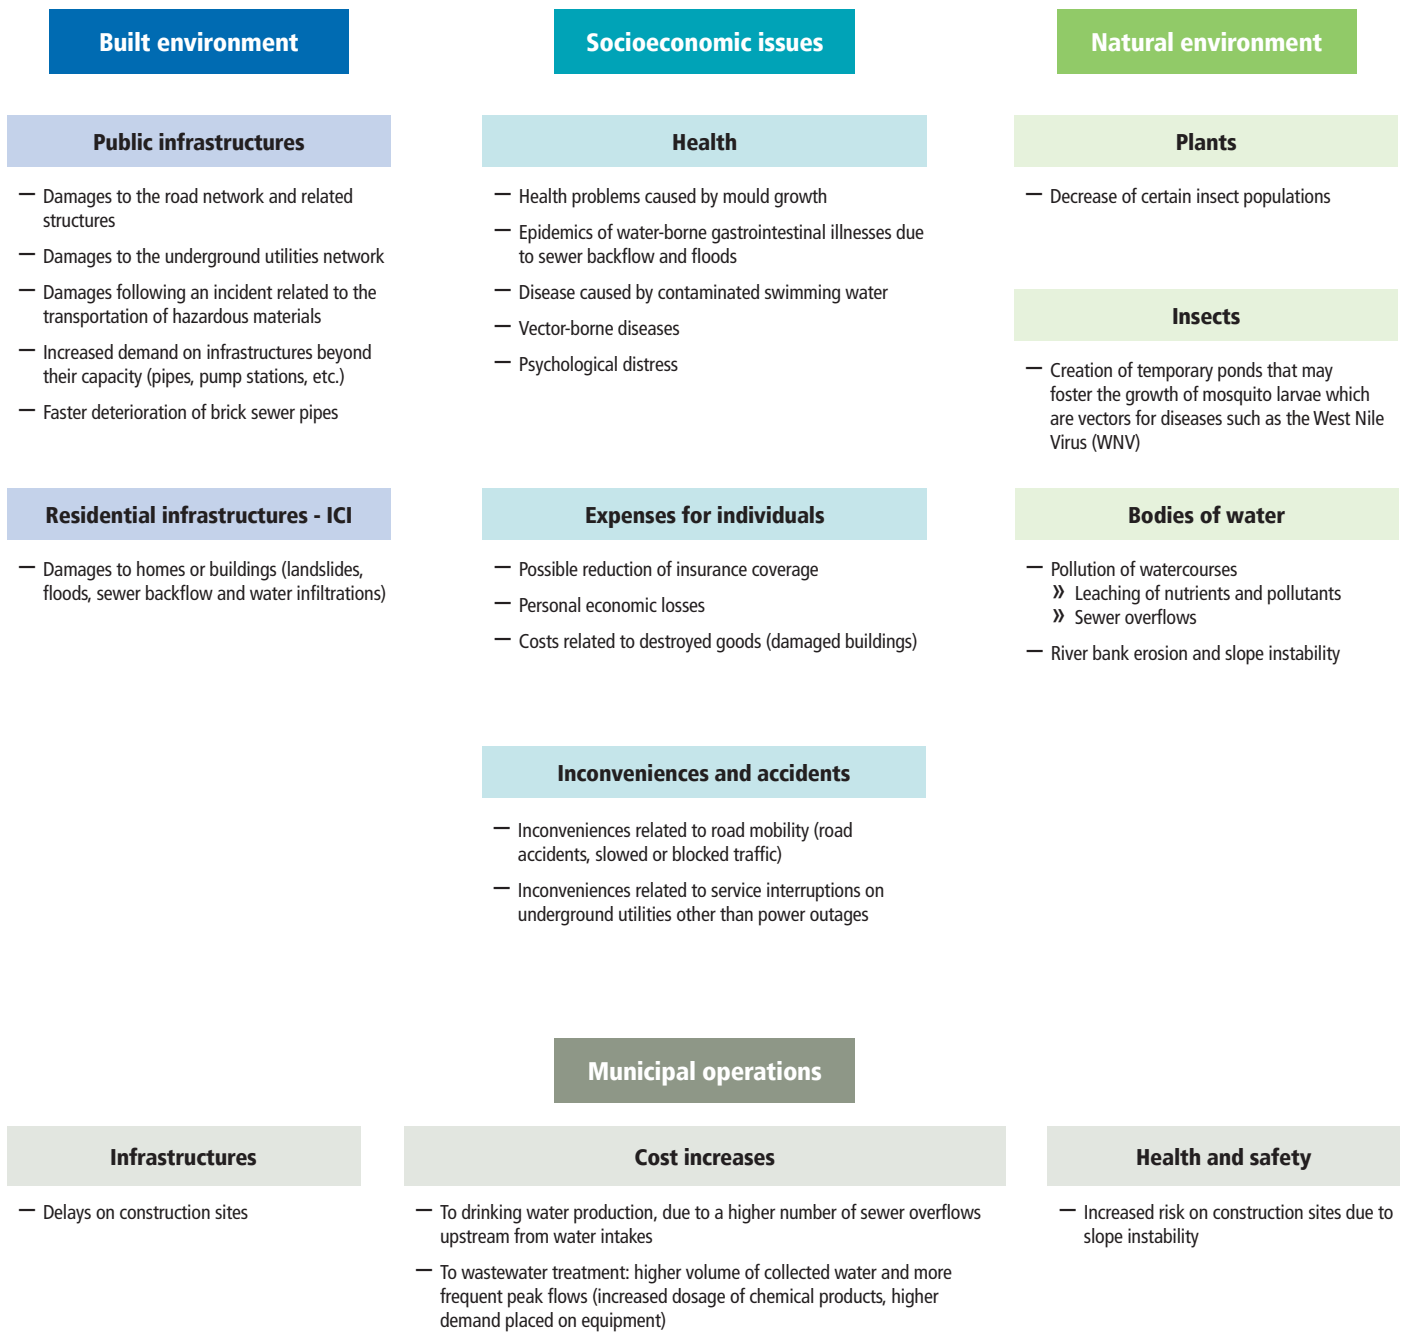 Built environment
Public infrastructures
— Damages to the road network and related
structures
— Damages to the underground utilities network
— Damages following an incident related to the
transportation of hazardous materials
— Increased demand on infrastructures beyond
their capacity (pipes, pump stations, etc.)
— Faster deterioration of brick sewer pipes
Residential infrastructures - ICI
— Damages to homes or buildings (landslides,
floods, sewer backflow and water infiltrations)
Socioeconomic issues
Health
— Health problems caused by mould growth
— Epidemics of water-borne gastrointestinal illnesses due
to sewer backflow and floods
— Disease caused by contaminated swimming water
— Vector-borne diseases
— Psychological distress
Expenses for individuals
— Possible reduction of insurance coverage
— Personal economic losses
— Costs related to destroyed goods (damaged buildings)
Inconveniences and accidents
— Inconveniences related to road mobility (road
accidents, slowed or blocked traffic)
— Inconveniences related to service interruptions on
underground utilities other than power outages
Natural environment
Plants
— Decrease of certain insect populations
Insects
— Creation of temporary ponds that may
foster the growth of mosquito larvae which
are vectors for diseases such as the West Nile
Virus (WNV)
Bodies of water
— Pollution of watercourses
» Leaching of nutrients and pollutants
» Sewer overflows
— River bank erosion and slope instability
Municipal operations
Infrastructures
— Delays on construction sites
Cost increases
— To drinking water production, due to a higher number of sewer overflows
upstream from water intakes
— To wastewater treatment: higher volume of collected water and more
frequent peak flows (increased dosage of chemical products, higher
demand placed on equipment)
Health and safety
— Increased risk on construction sites due to
slope instability